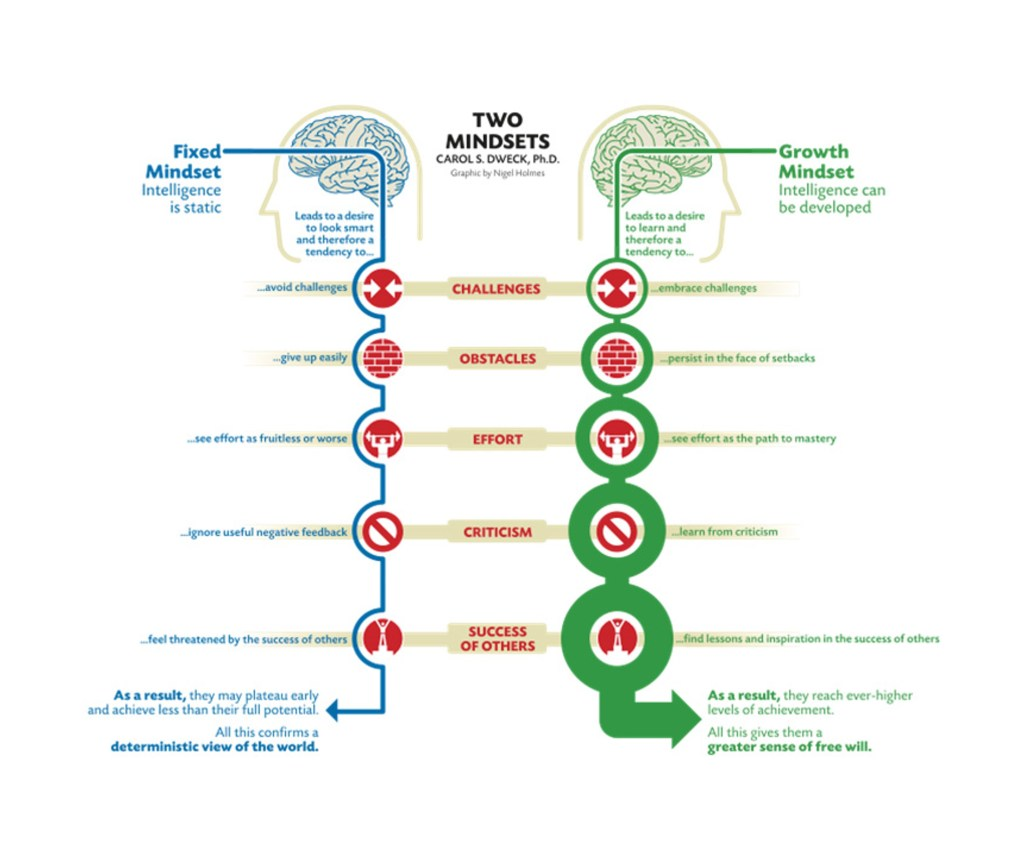 TWO
MINDSETS
CAROL S. DWECK, Ph.D.
Graphic by Nigel Holmes
Fixed
Mindset
Intelligence
is static
Growth
Mindset
Intelligence can
be developed
Leads to a desire
to look smart
and therefore a
tendency to...
Leads to a desire
to learn and
therefore a
tendency to...
...avoid challenges
CHALLENGES
...embrace challenges
...give up easily
OBSTACLES
...persist in the face of setbacks
...see effort as fruitless or worse
EFFORT
...see effort as the path to mastery
...ignore useful negative feedback
CRITICISM
...learn from criticism
...feel threatened by the success of others
SUCCESS
OF OTHERS
...find lessons and inspiration in the success of others
As a result, they may plateau early
and achieve less than their full potential.
All this confirms a
deterministic view of the world.
As a result, they reach ever-higher
levels of achievement.
All this gives them a
greater sense of free will.